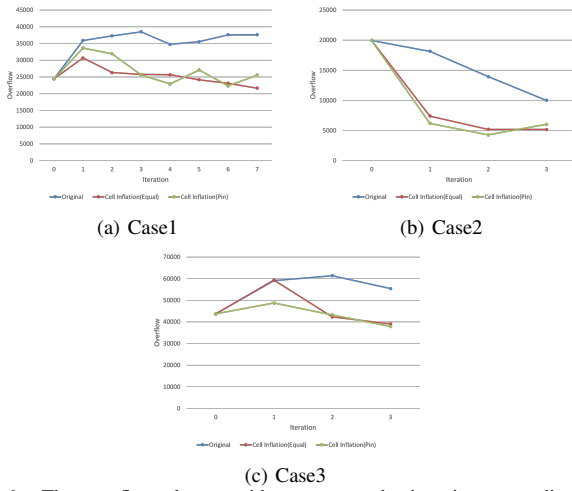 45000
40000
35000
30000
25000
20000
15000
10000
5000
0
Overflow
0 1 2 3 4 5 6 7
Iteration
Original Cell Inflation(Equal) Cell Inflation(Pin)
(a) Case1
25000
20000
15000
10000
5000
0
Overflow
0 1 2 3
Iteration
Original Cell Inflation(Equal) Cell Inflation(Pin)
(b) Case2
70000
60000
50000
40000
30000
20000
10000
0
Overflow
0 1 2 3
Iteration
Original Cell Inflation(Equal) Cell Inflation(Pin)
(c) Case3